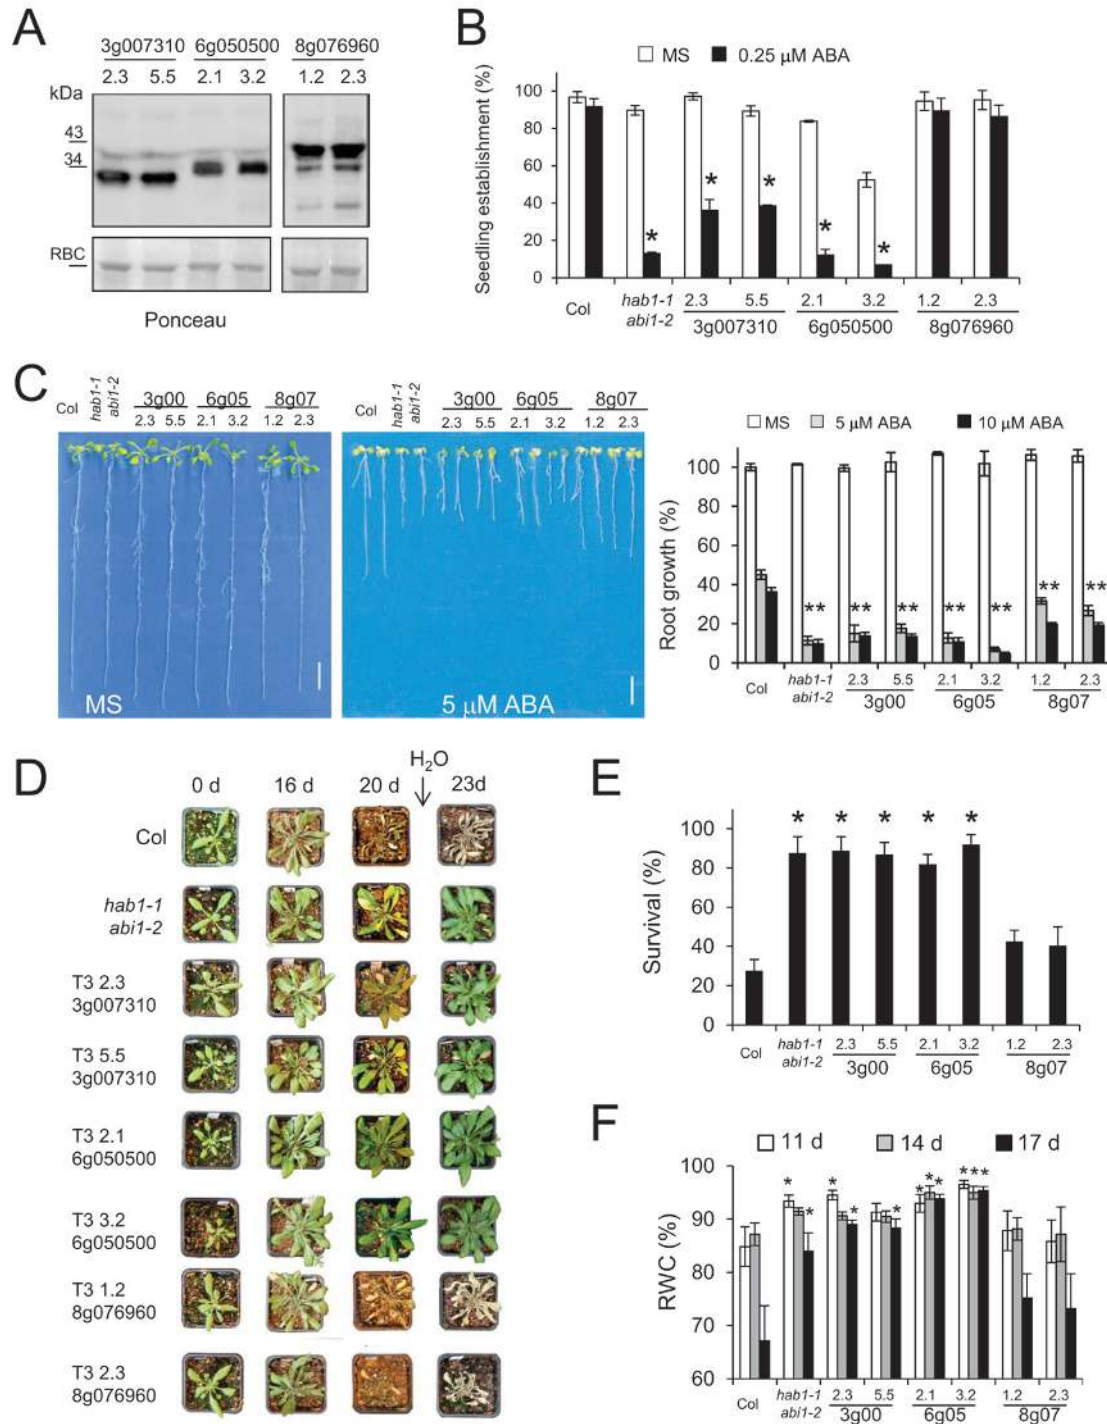 A
3g007310 6g050500 8g076960
2.3 5.5 2.1 3.2 1.2 2.3
kDa
43
34
RBC
Ponceau
B
MS 0.25 µM ABA
Seedling establishment (%)
100
80
60
40
20
0
* * * * *
Col hab1-1 abi1-2 2.3 5.5 2.1 3.2 1.2 2.3
3g007310 6g050500 8g076960
C
Col hab1-1 abi1-2 3g00 6g05 8g07
2.3 5.5 2.1 3.2 1.2 2.3
MS
Col hab1-1 abi1-2 3g00 6g05 8g07
2.3 5.5 2.1 3.2 1.2 2.3
5 µM ABA
MS 5 µM ABA 10 µM ABA
Root growth (%)
100
80
60
40
20
0
** ** ** ** ** ** **
Col hab1-1 abi1-2 2.3 5.5 2.1 3.2 1.2 2.3
3g00 6g05 8g07
D
H2O
0 d 16 d 20 d 23d
Col
hab1-1
abi1-2
T3 2.3
3g007310
T3 5.5
3g007310
T3 2.1
6g050500
T3 3.2
6g050500
T3 1.2
8g076960
T3 2.3
8g076960
E
Survival (%)
100
80
60
40
20
0
* * * * *
Col hab1-1 abi1-2 2.3 5.5 2.1 3.2 1.2 2.3
3g00 6g05 8g07
F
11 d 14 d 17 d
RWC (%)
100
90
80
70
60
* * * * * * * * * * *
Col hab1-1 abi1-2 2.3 5.5 2.1 3.2 1.2 2.3
3g00 6g05 8g07